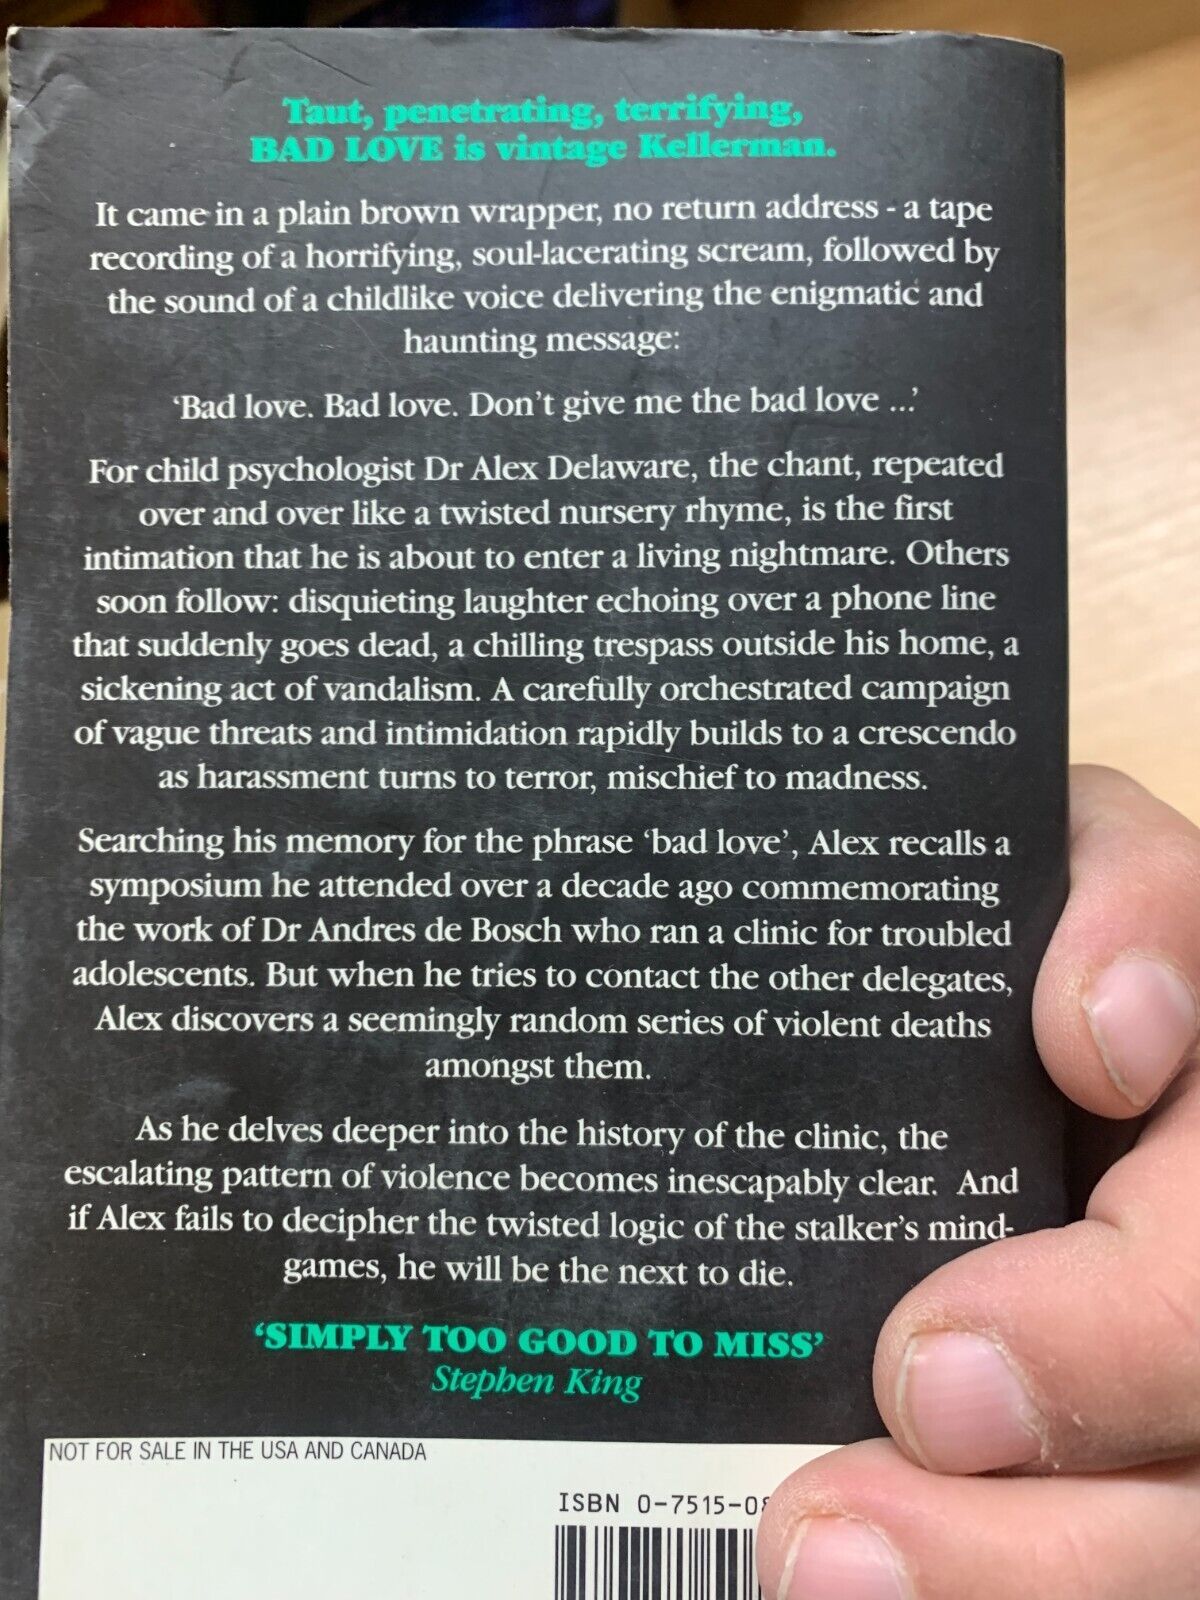 Taut, penetrating, terrifying,
BAD LOVE is vintage Kellerman.
It came in a plain brown wrapper, no return address - a tape
recording of a horrifying, soul-lacerating scream, followed by
the sound of a childlike voice delivering the enigmatic and
haunting message:
‘Bad love. Bad love. Don’t give me the bad love ...’
For child psychologist Dr Alex Delaware, the chant, repeated
over and over like a twisted nursery rhyme, is the first
intimation that he is about to enter a living nightmare. Others
soon follow: disquieting laughter echoing over a phone line
that suddenly goes dead, a chilling trespass outside his home, a
sickening act of vandalism. A carefully orchestrated campaign
of vague threats and intimidation rapidly builds to a crescendo
as harassment turns to terror, mischief to madness.
Searching his memory for the phrase ‘bad love’, Alex recalls a
symposium he attended over a decade ago commemorating
the work of Dr Andres de Bosch who ran a clinic for troubled
adolescents. But when he tries to contact the other delegates,
Alex discovers a seemingly random series of violent deaths
amongst them.
As he delves deeper into the history of the clinic, the
escalating pattern of violence becomes inescapably clear. And
if Alex fails to decipher the twisted logic of the stalker’s mind-
games, he will be the next to die.
‘SIMPLY TOO GOOD TO MISS’
Stephen King
NOT FOR SALE IN THE USA AND CANADA
ISBN 0-7515-0